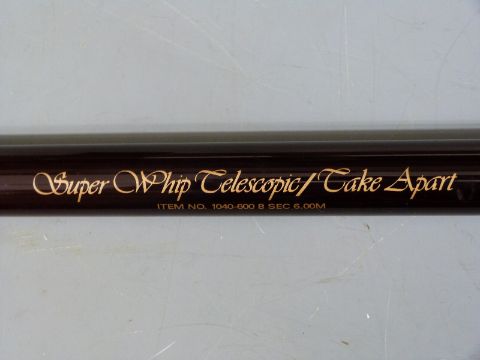 Super Whip Telescopic/Take Apart
ITEM NO. 1040-600 8 SEC 6.00M